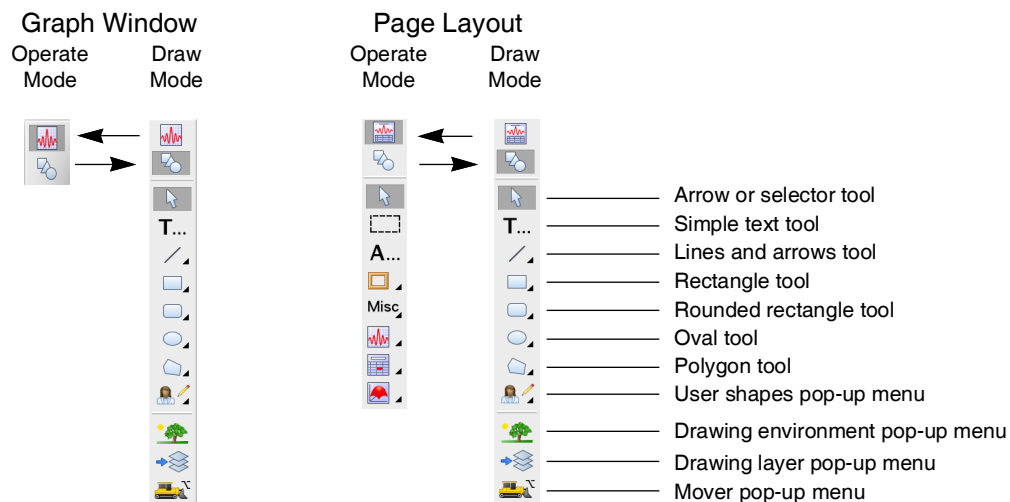 Graph Window
Page Layout
Operate Mode
Draw Mode
Operate Mode
Draw Mode
T...
A...
Misc
T...
Arrow or selector tool
Simple text tool
Lines and arrows tool
Rectangle tool
Rounded rectangle tool
Oval tool
Polygon tool
User shapes pop-up menu
Drawing environment pop-up menu
Drawing layer pop-up menu
Mover pop-up menu